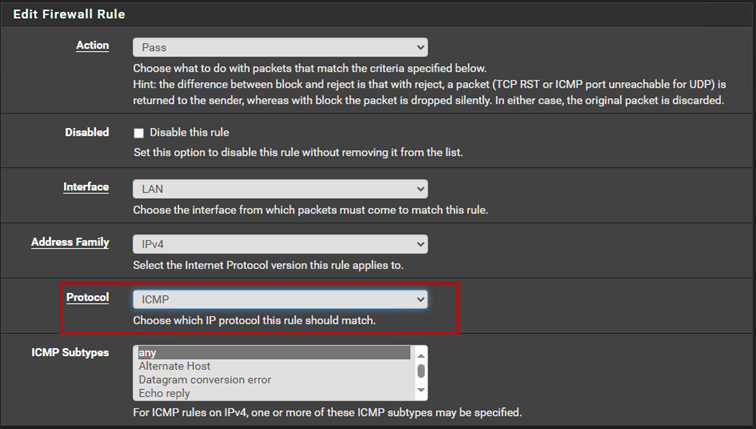 Edit Firewall Rule
Action
Pass
Choose what to do with packets that match the criteria specified below.
Hint: the difference between block and reject is that with reject, a packet (TCP RST or ICMP port unreachable for UDP) is
returned to the sender, whereas with block the packet is dropped silently. In either case, the original packet is discarded.
Disabled
Disable this rule
Set this option to disable this rule without removing it from the list.
Interface
LAN
Choose the interface from which packets must come to match this rule.
Address Family
IPv4
Select the Internet Protocol version this rule applies to.
Protocol
ICMP
Choose which IP protocol this rule should match.
ICMP Subtypes
any
Alternate Host
Datagram conversion error
Echo reply
For ICMP rules on IPv4, one or more of these ICMP subtypes may be specified.